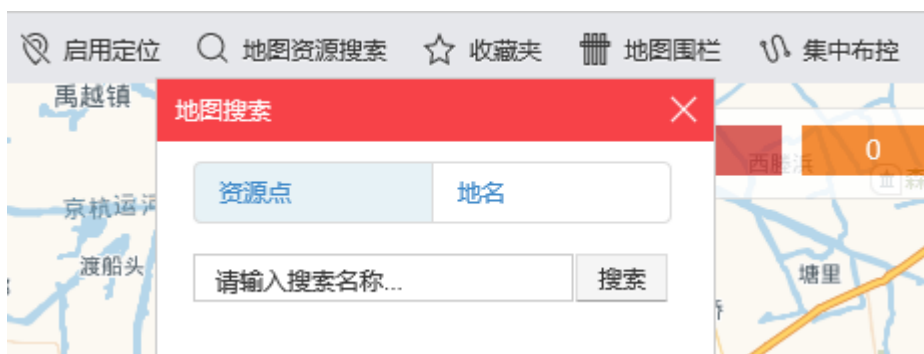 启用定位 地图资源搜索 收藏夹 地图围栏 集中布控
禹越镇
地图搜索
0
西塍浜
森
资源点 地名
京杭运河
渡船头
请输入搜索名称... 搜索
塘里
桥